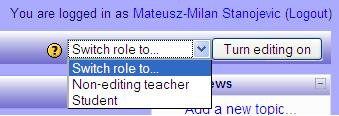 You are logged in as Mateusz-Milan Stanojevic (Logout)
Switch role to... Turn editing on
Switch role to...
Non-editing teacher
Student
ws
Add a new topic...